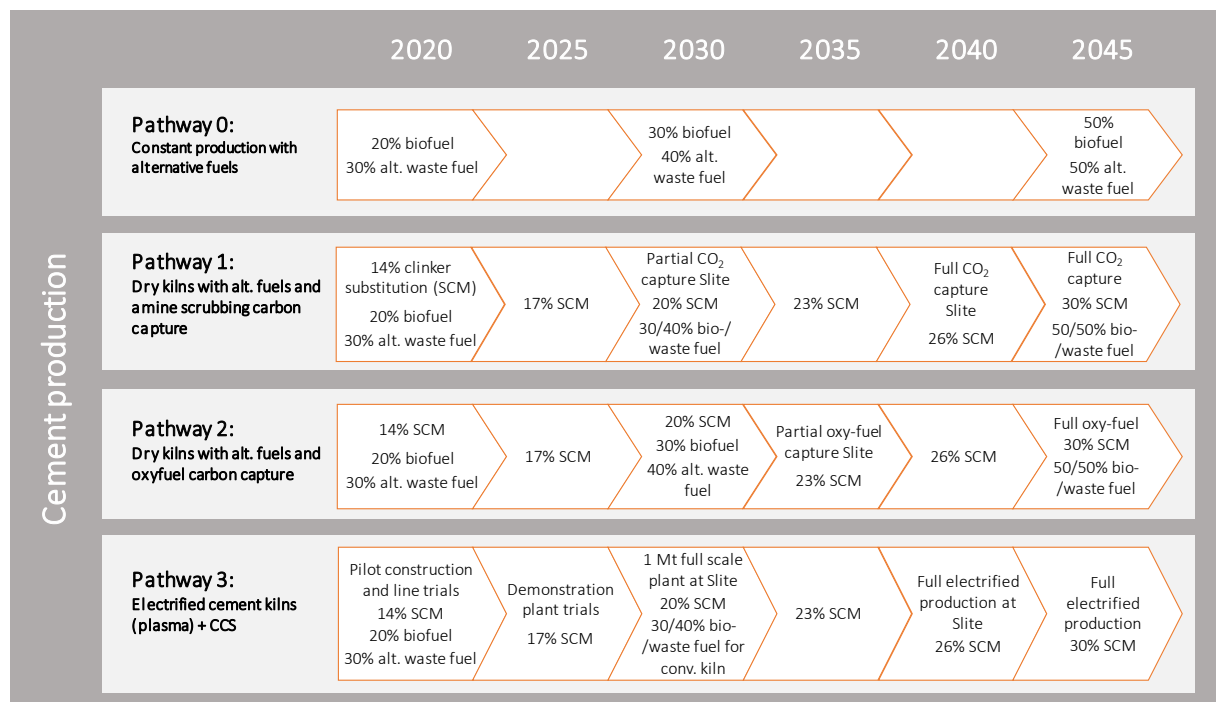 2020 2025 2030 2035 2040 2045
Cement production
Pathway 0:
Constant production with
alternative fuels
20% biofuel
30% alt. waste fuel
30% biofuel
40% alt.
waste fuel
50%
biofuel
50% alt.
waste fuel
Pathway 1:
Dry kilns with alt. fuels and
amine scrubbing carbon
capture
14% clinker
substitution (SCM)
20% biofuel
30% alt. waste fuel
17% SCM
Partial CO₂
capture Slite
20% SCM
30/40% bio-/
waste fuel
23% SCM
Full CO₂
capture
Slite
26% SCM
Full CO₂
capture
30% SCM
50/50% bio-
/waste fuel
Pathway 2:
Dry kilns with alt. fuels and
oxyfuel carbon capture
14% SCM
20% biofuel
30% alt. waste fuel
17% SCM
20% SCM
30% biofuel
40% alt. waste
fuel
Partial oxy-fuel
capture Slite
23% SCM
26% SCM
Full oxy-fuel
30% SCM
50/50% bio-
/waste fuel
Pathway 3:
Electrified cement kilns
(plasma) + CCS
Pilot construction
and line trials
14% SCM
20% biofuel
30% alt. waste fuel
Demonstration
plant trials
17% SCM
1 Mt full scale
plant at Slite
20% SCM
30/40% bio-
/waste fuel for
conv. kiln
23% SCM
Full electrified
production at
Slite
26% SCM
Full
electrified
production
30% SCM